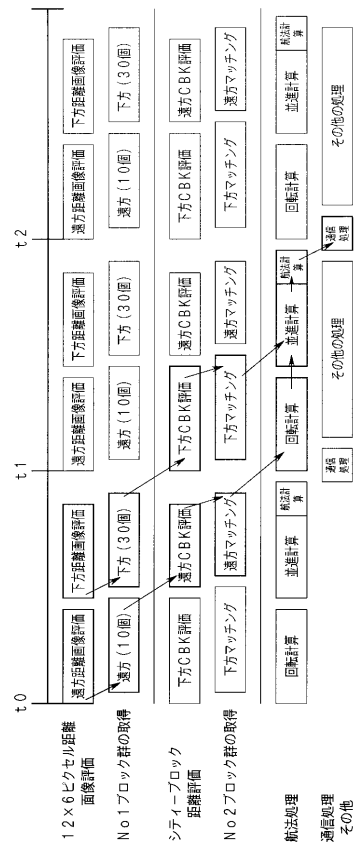 t0
t1
t2
12×6ピクセル距離
画像評価
遠方距離画像評価
下方距離画像評価
遠方距離画像評価
下方距離画像評価
遠方距離画像評価
下方距離画像評価
No1ブロック群の取得
遠方(10個)
下方(30個)
遠方(10個)
下方(30個)
遠方(10個)
下方(30個)
シティーブロック
距離評価
下方CBK評価
遠方CBK評価
下方CBK評価
遠方CBK評価
下方CBK評価
遠方CBK評価
No2ブロック群の取得
下方マッチング
遠方マッチング
下方マッチング
遠方マッチング
下方マッチング
遠方マッチング
航法処理
回転計算
並進計算
航法計算
回転計算
並進計算
航法計算
回転計算
並進計算
航法計算
通信処理
その他
通信
処理
その他の処理
通信
処理
その他の処理